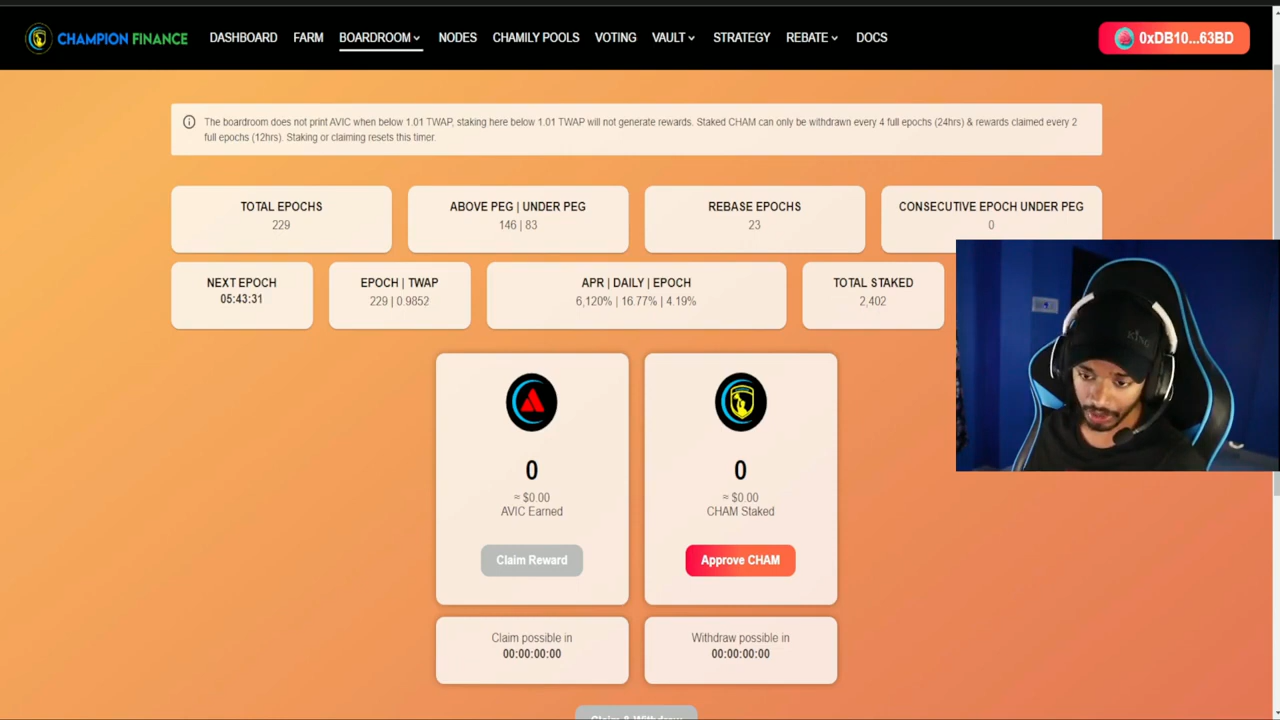 CHAMPION FINANCE
DASHBOARD FARM BOARDROOM NODES CHAMILY POOLS VOTING VAULT STRATEGY REBATE DOCS
0xDB10...63BD
The boardroom does not print AVIC when below 1.01 TWAP, staking here below 1.01 TWAP will not generate rewards. Staked CHAM can only be withdrawn every 4 full epochs (24hrs) & rewards claimed every 2
full epochs (12hrs). Staking or claiming resets this timer.
TOTAL EPOCHS
229
ABOVE PEG | UNDER PEG
146 | 83
REBASE EPOCHS
23
CONSECUTIVE EPOCH UNDER PEG
0
NEXT EPOCH
05:43:31
EPOCH | TWAP
229 | 0.9852
APR | DAILY | EPOCH
6,120% | 16.77% | 4.19%
TOTAL STAKED
2,402
0
≈ $0.00
AVIC Earned
Claim Reward
0
≈ $0.00
CHAM Staked
Approve CHAM
Claim possible in
00:00:00:00
Withdraw possible in
00:00:00:00
Claim & Withdraw
KING